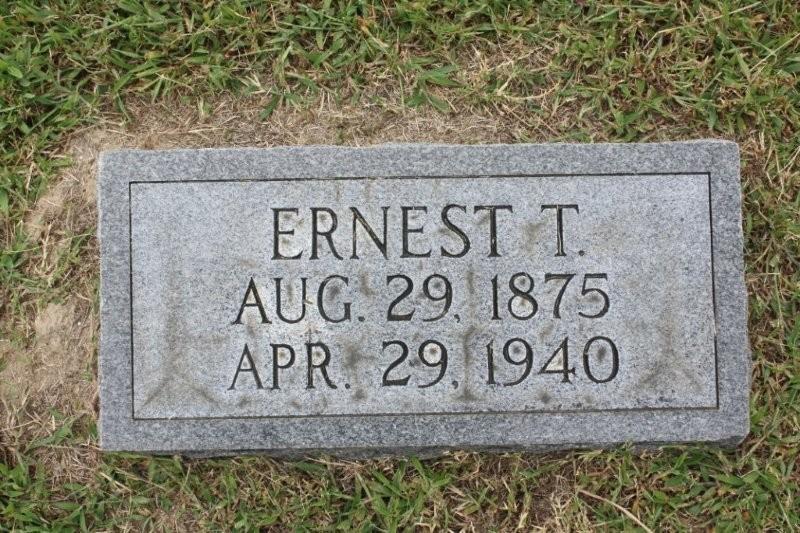 ERNEST T.
AUG. 29, 1875
APR. 29, 1940